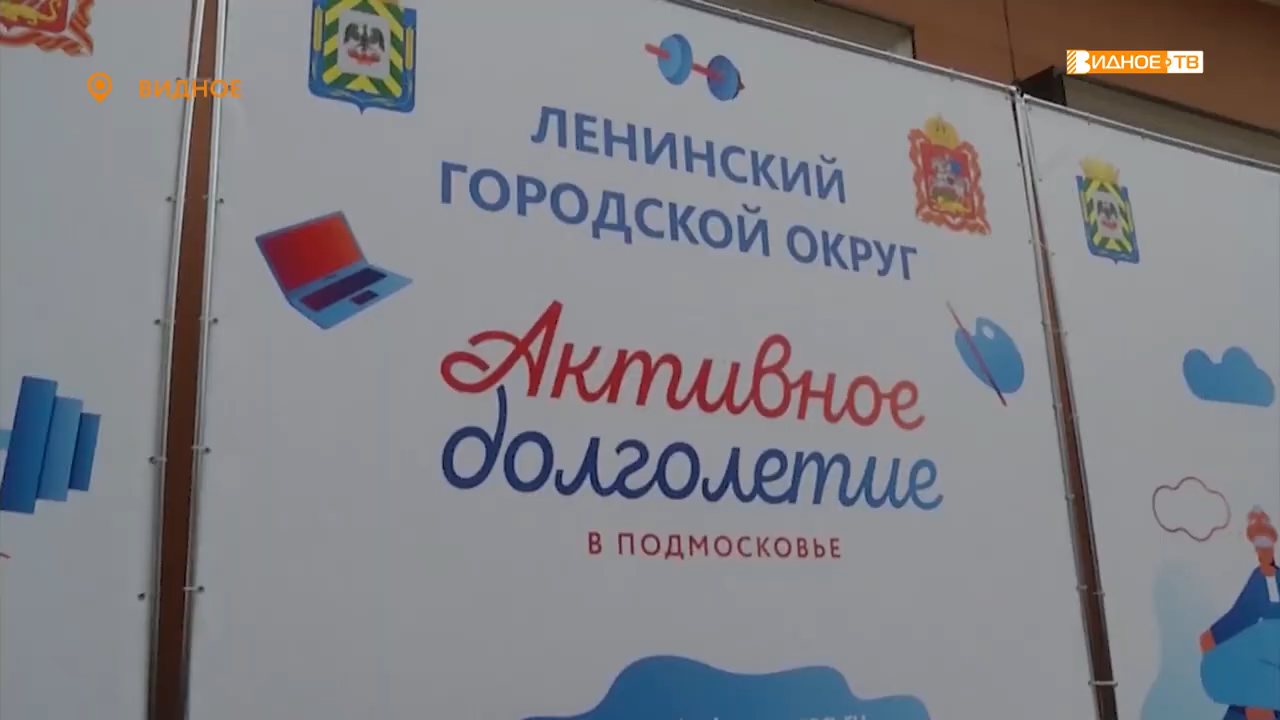 ВИДНОЕ
ВИДНОЕ ТВ
ЛЕНИНСКИЙ
ГОРОДСКОЙ ОКРУГ
Активное
долголетие
В ПОДМОСКОВЬЕ